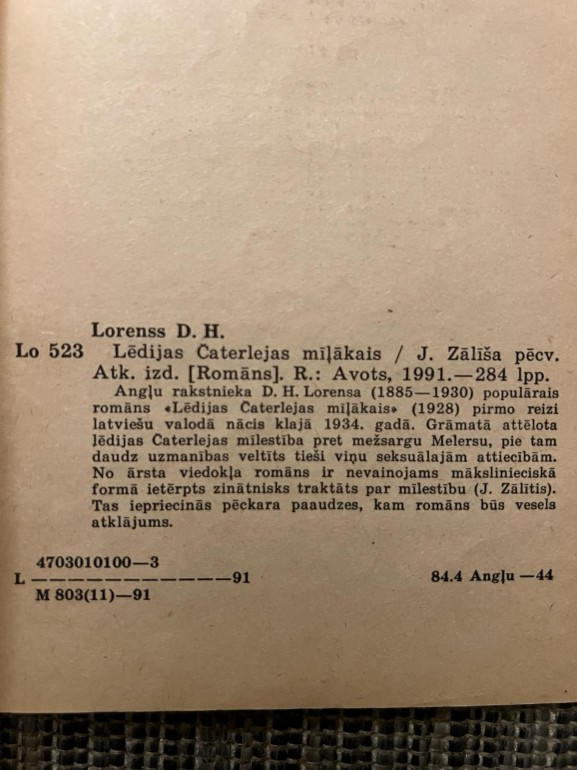 Lorenss D. H.
Lo 523 Lēdijas Čaterlejas mīļākais / J. Zālīša pēcv.
Atk. izd. [Romāns]. R.: Avots, 1991.—284 lpp.
Angļu rakstnieka D. H. Lorensa (1885—1930) populārais
romāns «Lēdijas Čaterlejas mīļākais» (1928) pirmo reizi
latviešu valodā nācis klajā 1934. gadā. Grāmatā attēlota
lēdijas Čaterlejas mīlestība pret mežsargu Melersu, pie tam
daudz uzmanības veltīts tieši viņu seksuālajām attiecībām.
No ārsta viedokļa romāns ir nevainojams mākslinieciskā
formā ietērpts zinātnisks traktāts par mīlestību (J. Zālītis).
Tas iepriecinās pēckara paaudzes, kam romāns būs vesels
atklājums.
4703010100—3
L ———————————91
M 803(11)—91
84.4 Angļu —44